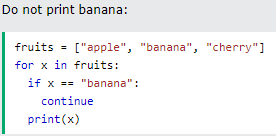 Do not print banana:
fruits = ["apple", "banana", "cherry"]
for x in fruits:
  if x == "banana":
    continue
  print(x)